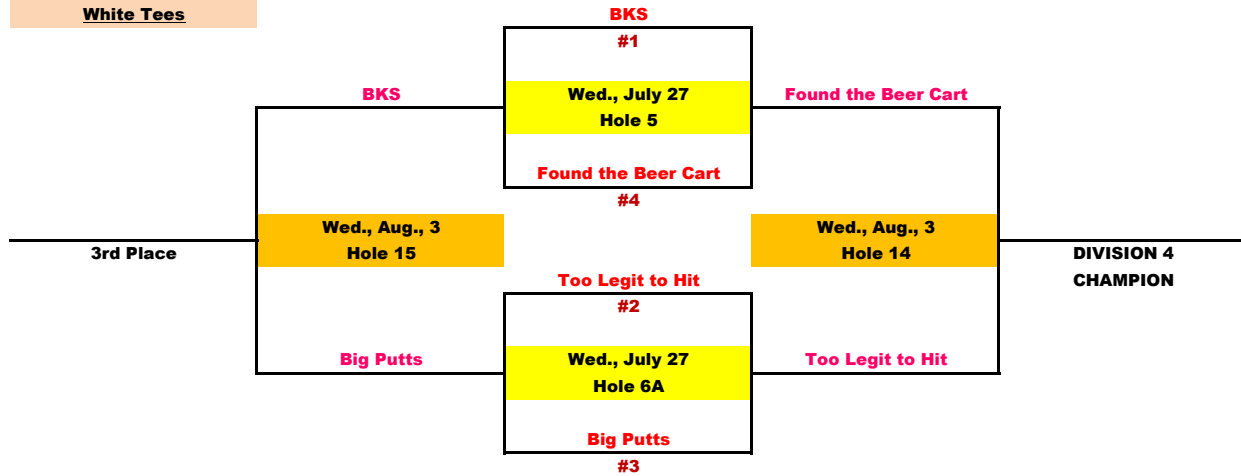 White Tees
BKS
#1
BKS
Wed., July 27
Hole 5
Found the Beer Cart
Found the Beer Cart
#4
Wed., Aug., 3
Hole 15
Wed., Aug., 3
Hole 14
3rd Place
DIVISION 4
CHAMPION
Too Legit to Hit
#2
Big Putts
Wed., July 27
Hole 6A
Too Legit to Hit
Big Putts
#3